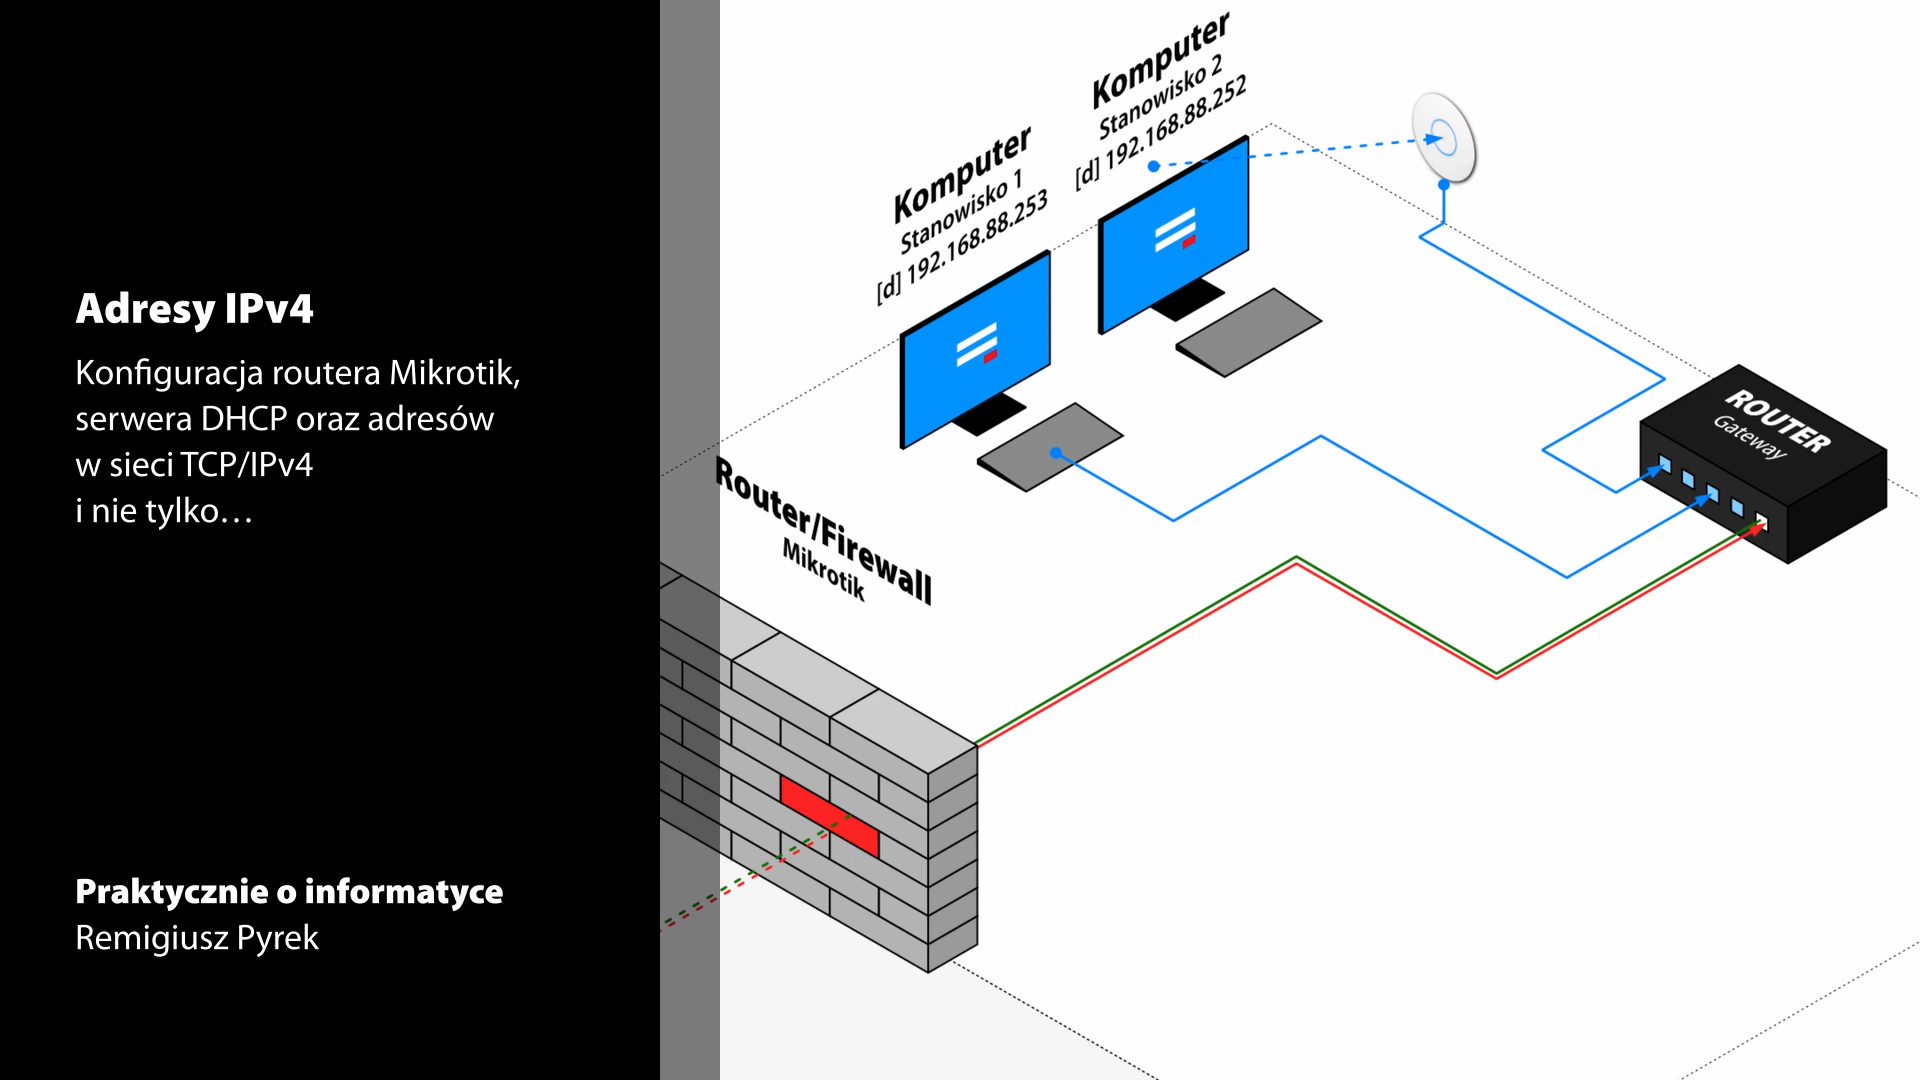 Adresy IPv4
Konfiguracja routera Mikrotik,
serwera DHCP oraz adresów
w sieci TCP/IPv4
i nie tylko…
Praktycznie o informatyce
Remigiusz Pyrek
Komputer
Stanowisko 1
[d] 192.168.88.253
Komputer
Stanowisko 2
[d] 192.168.88.252
Router/Firewall
Mikrotik
ROUTER
Gateway